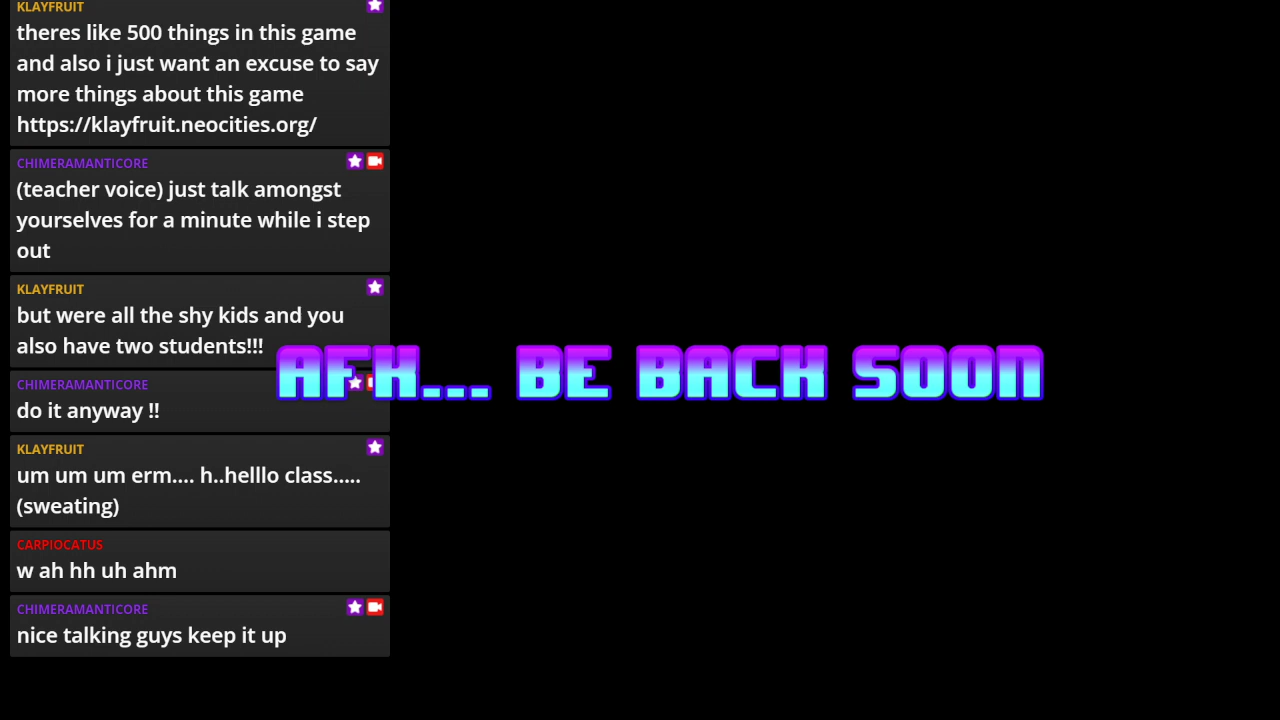 KLAYFRUIT
theres like 500 things in this game
and also i just want an excuse to say
more things about this game
https://klayfruit.neocities.org/
CHIMERAMANTICORE
(teacher voice) just talk amongst
yourselves for a minute while i step
out
KLAYFRUIT
but were all the shy kids and you
also have two students!!!
AFK... BE BACK SOON
CHIMERAMANTICORE
do it anyway !!
KLAYFRUIT
um um um erm.... h..helllo class.....
(sweating)
CARPIOCATUS
w ah hh uh ahm
CHIMERAMANTICORE
nice talking guys keep it up